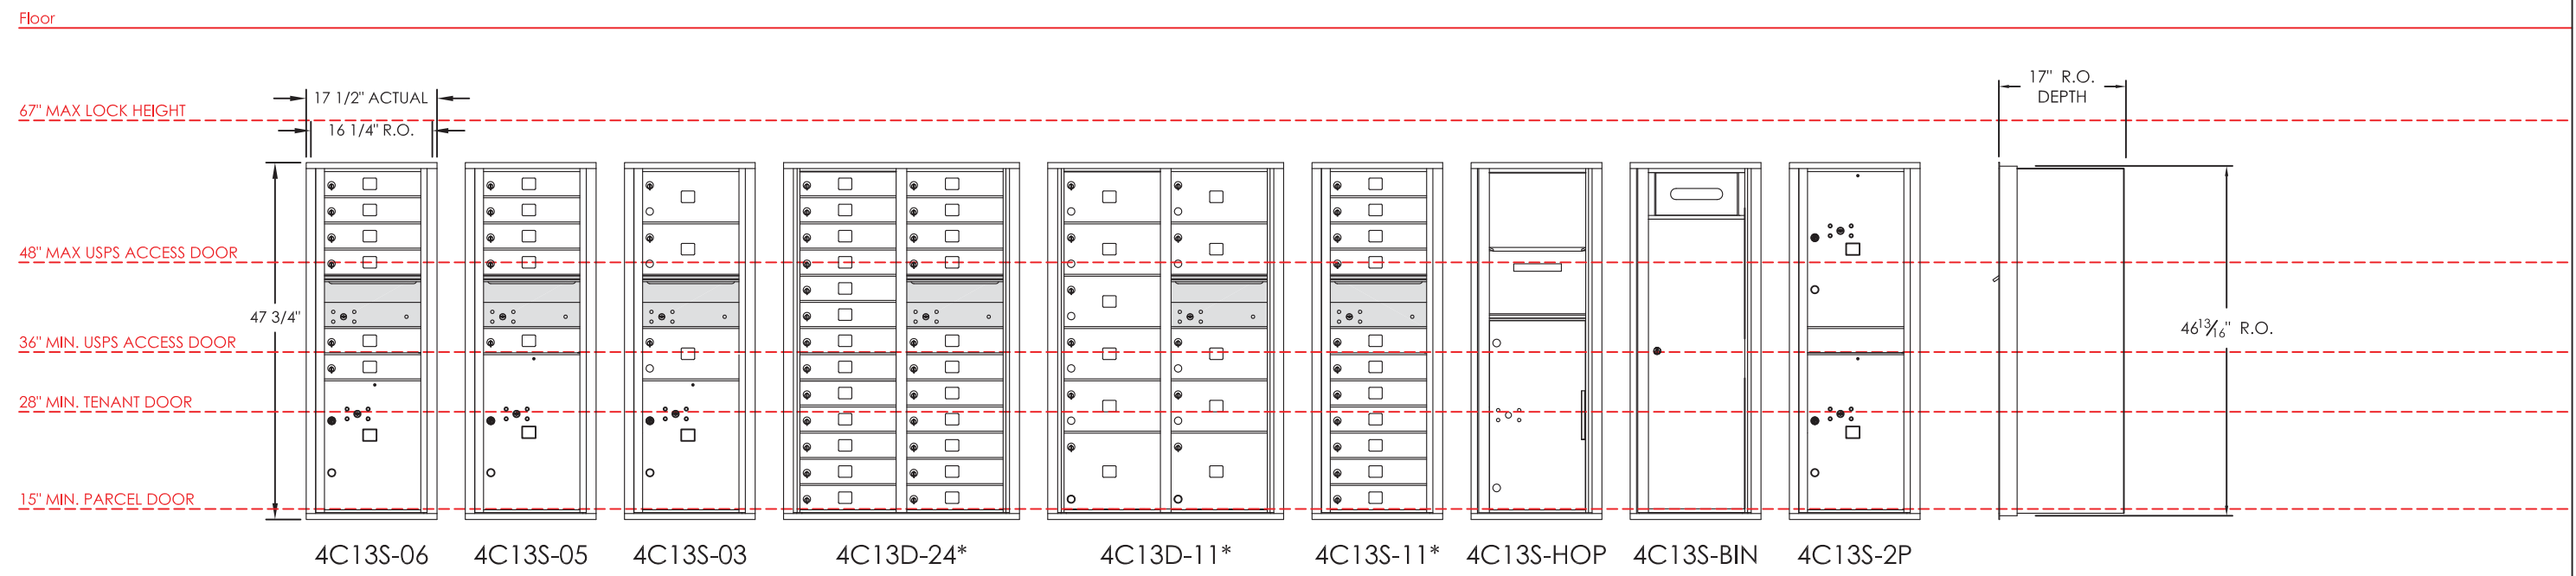 Floor
17" R.O.
DEPTH
17 1/2" ACTUAL
67" MAX LOCK HEIGHT
16 1/4" R.O.
48" MAX USPS ACCESS DOOR
47 3/4"
46 13/16" R.O.
36" MIN. USPS ACCESS DOOR
28" MIN. TENANT DOOR
15" MIN. PARCEL DOOR
4C13S-06 4C13S-05 4C13S-03 4C13D-24* 4C13D-11* 4C13S-11* 4C13S-HOP 4C13S-BIN 4C13S-2P